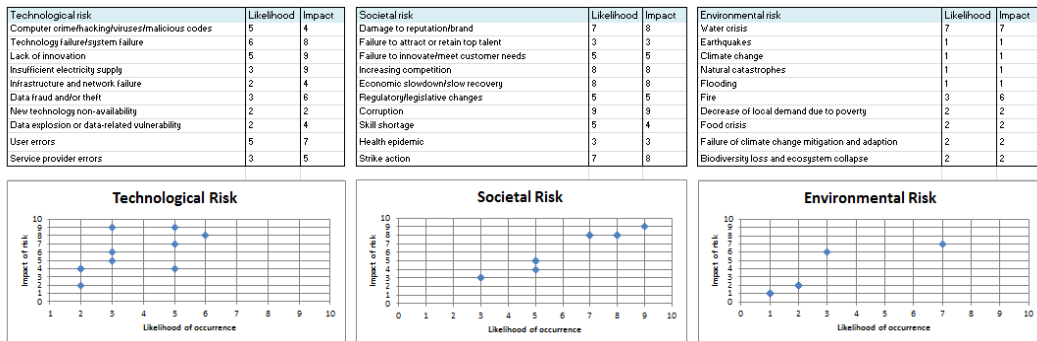 Technological risk Likelihood Impact
Computer crime/hacking/viruses/malicious codes 5 4
Technology failure/system failure 6 8
Lack of innovation 5 9
Insufficient electricity supply 3 9
Infrastructure and network failure 2 4
Data fraud and/or theft 3 6
New technology non-availability 2 2
Data explosion or data-related vulnerability 2 4
User errors 5 7
Service provider errors 3 5
Societal risk Likelihood Impact
Damage to reputation/brand 7 8
Failure to attract or retain top talent 3 3
Failure to innovate/meet customer needs 5 5
Increasing competition 8 8
Economic slowdown/slow recovery 8 8
Regulatory/legislative changes 5 5
Corruption 9 9
Skill shortage 5 4
Health epidemic 3 3
Strike action 7 8
Environmental risk Likelihood Impact
Water crisis 7 7
Earthquakes 1 1
Climate change 1 1
Natural catastrophes 1 1
Flooding 1 1
Fire 3 6
Decrease of local demand due to poverty 2 2
Food crisis 2 2
Failure of climate change mitigation and adaption 2 2
Biodiversity loss and ecosystem collapse 2 2
Technological Risk
Impact of risk
10
9
8
7
6
5
4
3
2
1
0
1 2 3 4 5 6 7 8 9 10
Likelihood of occurrence
Societal Risk
Impact of risk
10
9
8
7
6
5
4
3
2
1
0
0 1 2 3 4 5 6 7 8 9 10
Likelihood of occurrence
Environmental Risk
Impact of risk
10
9
8
7
6
5
4
3
2
1
0
0 1 2 3 4 5 6 7 8 9 10
Likelihood of occurrence